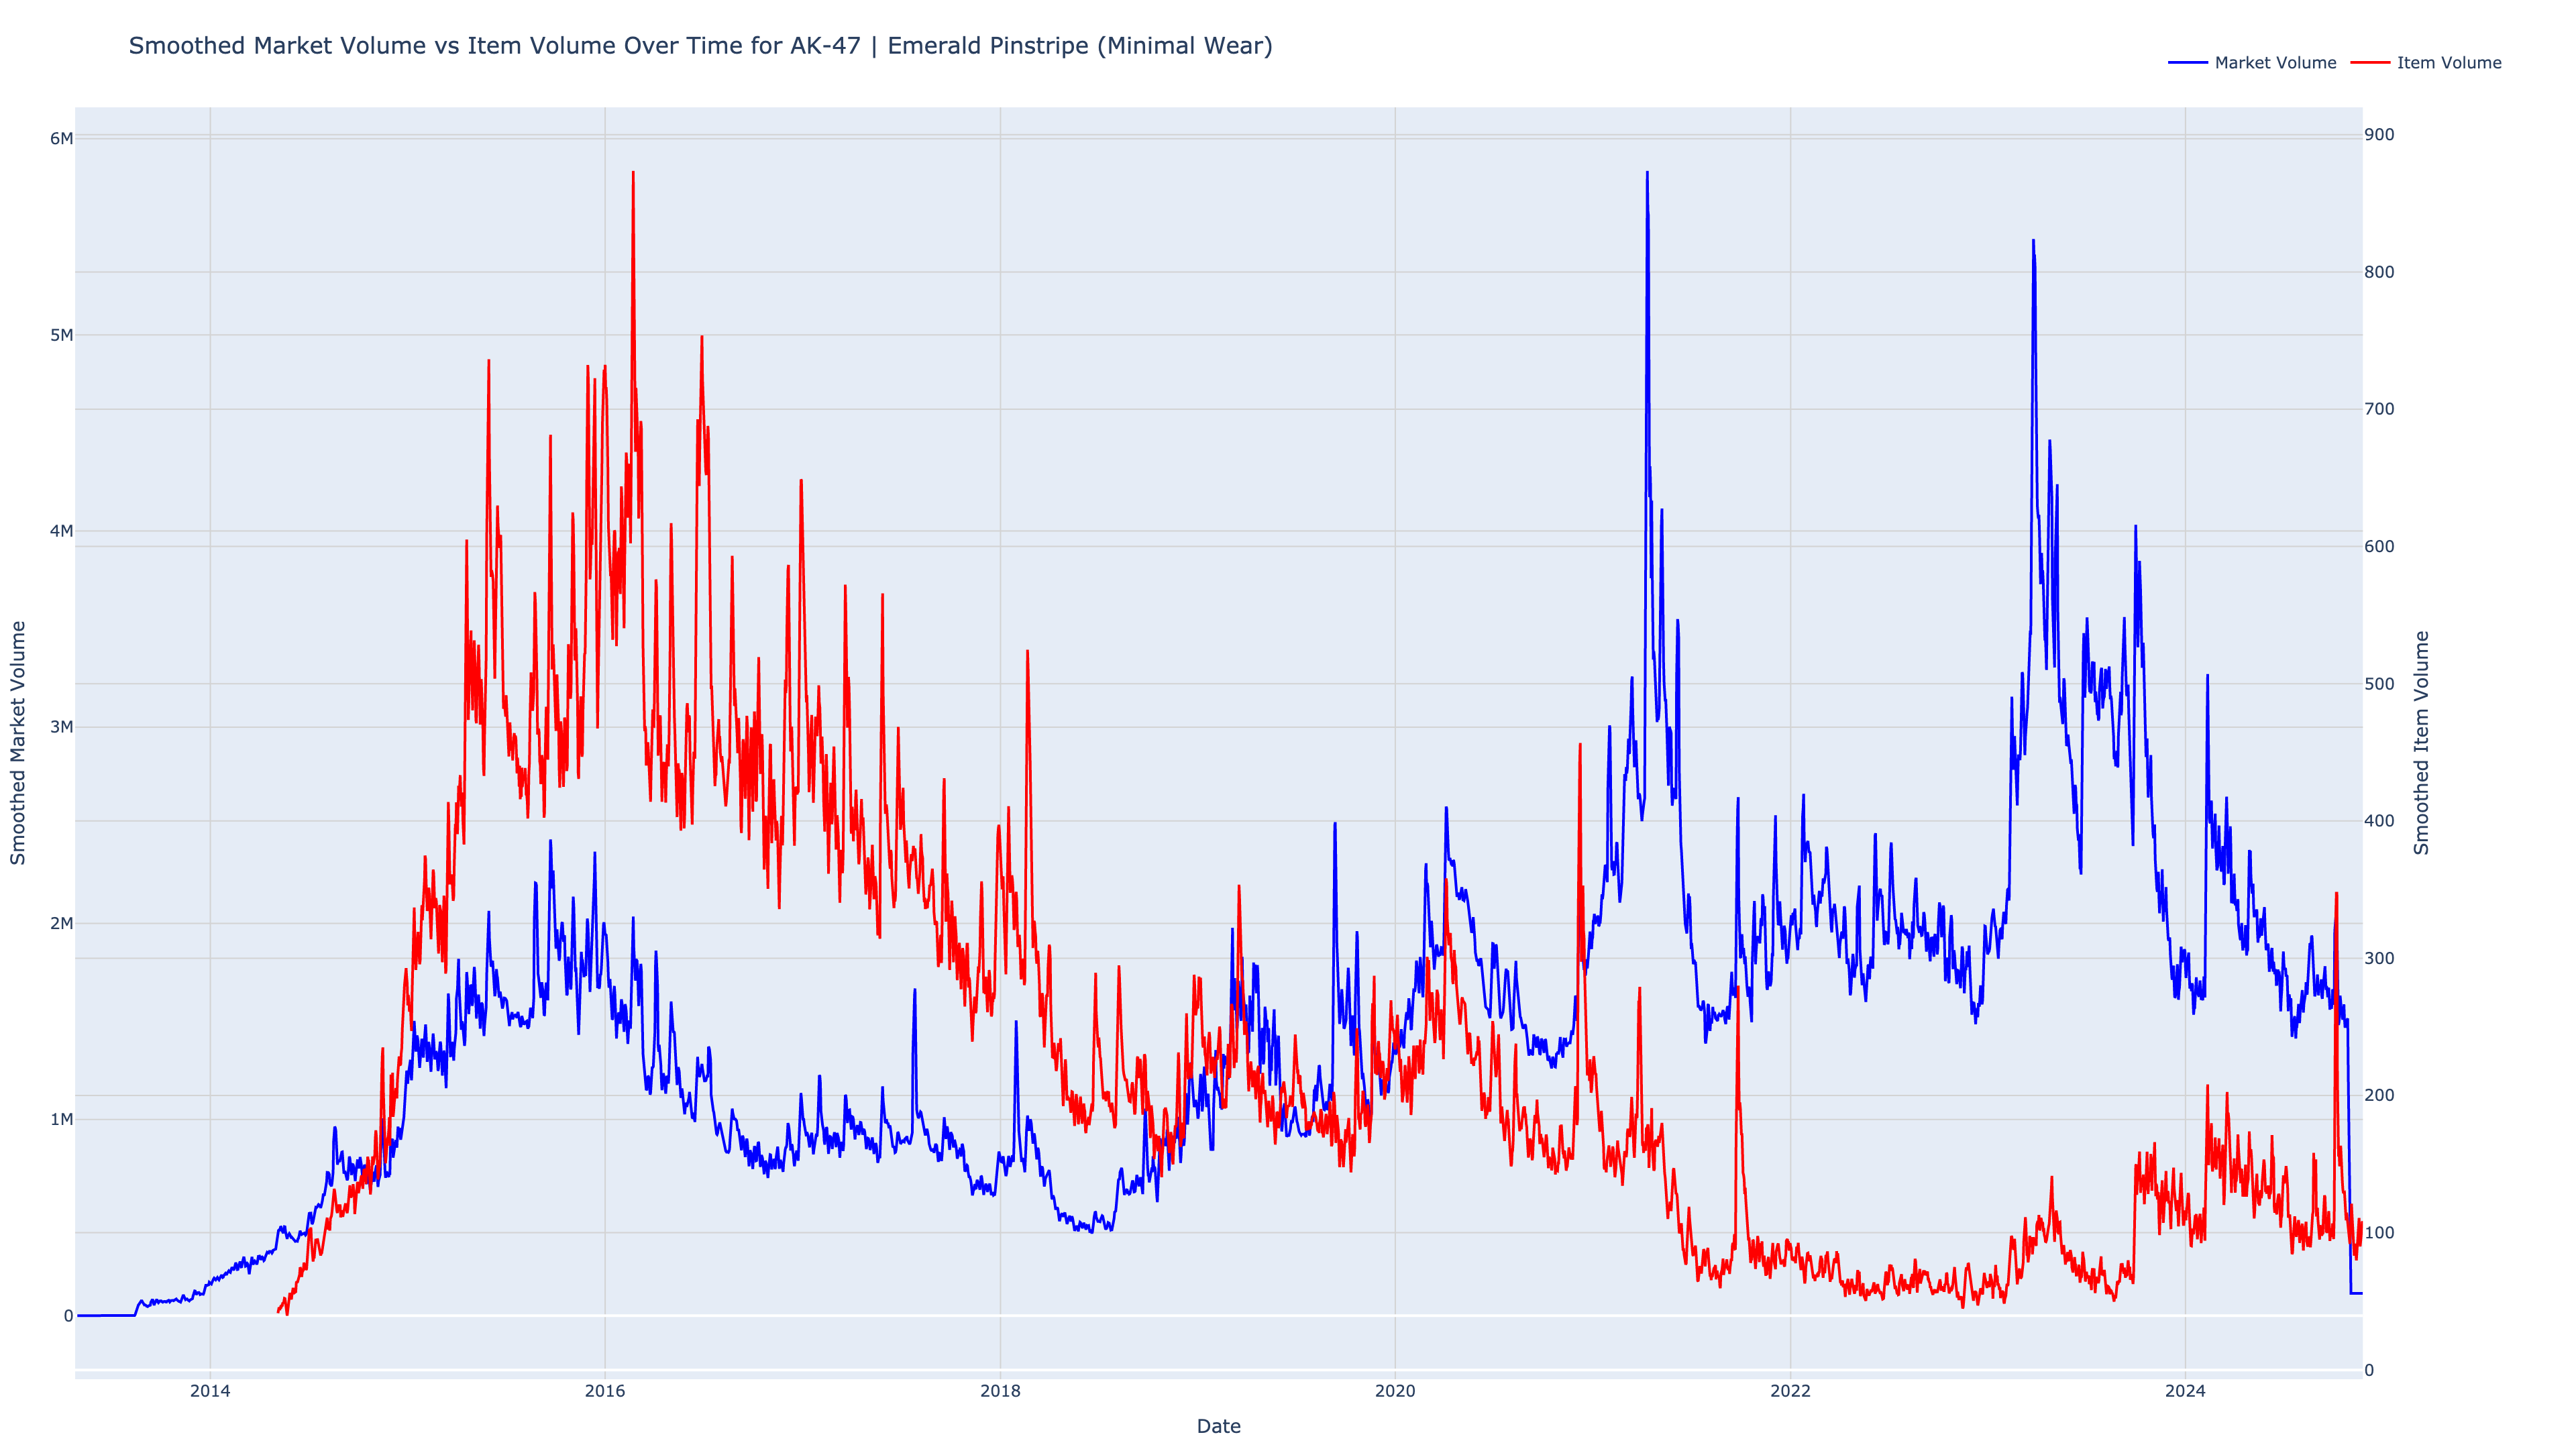 Smoothed Market Volume vs Item Volume Over Time for AK-47 | Emerald Pinstripe (Minimal Wear)
Market Volume
Item Volume
6M
5M
4M
3M
2M
1M
0
Smoothed Market Volume
900
800
700
600
500
400
300
200
100
0
Smoothed Item Volume
2014
2016
2018
2020
2022
2024
Date